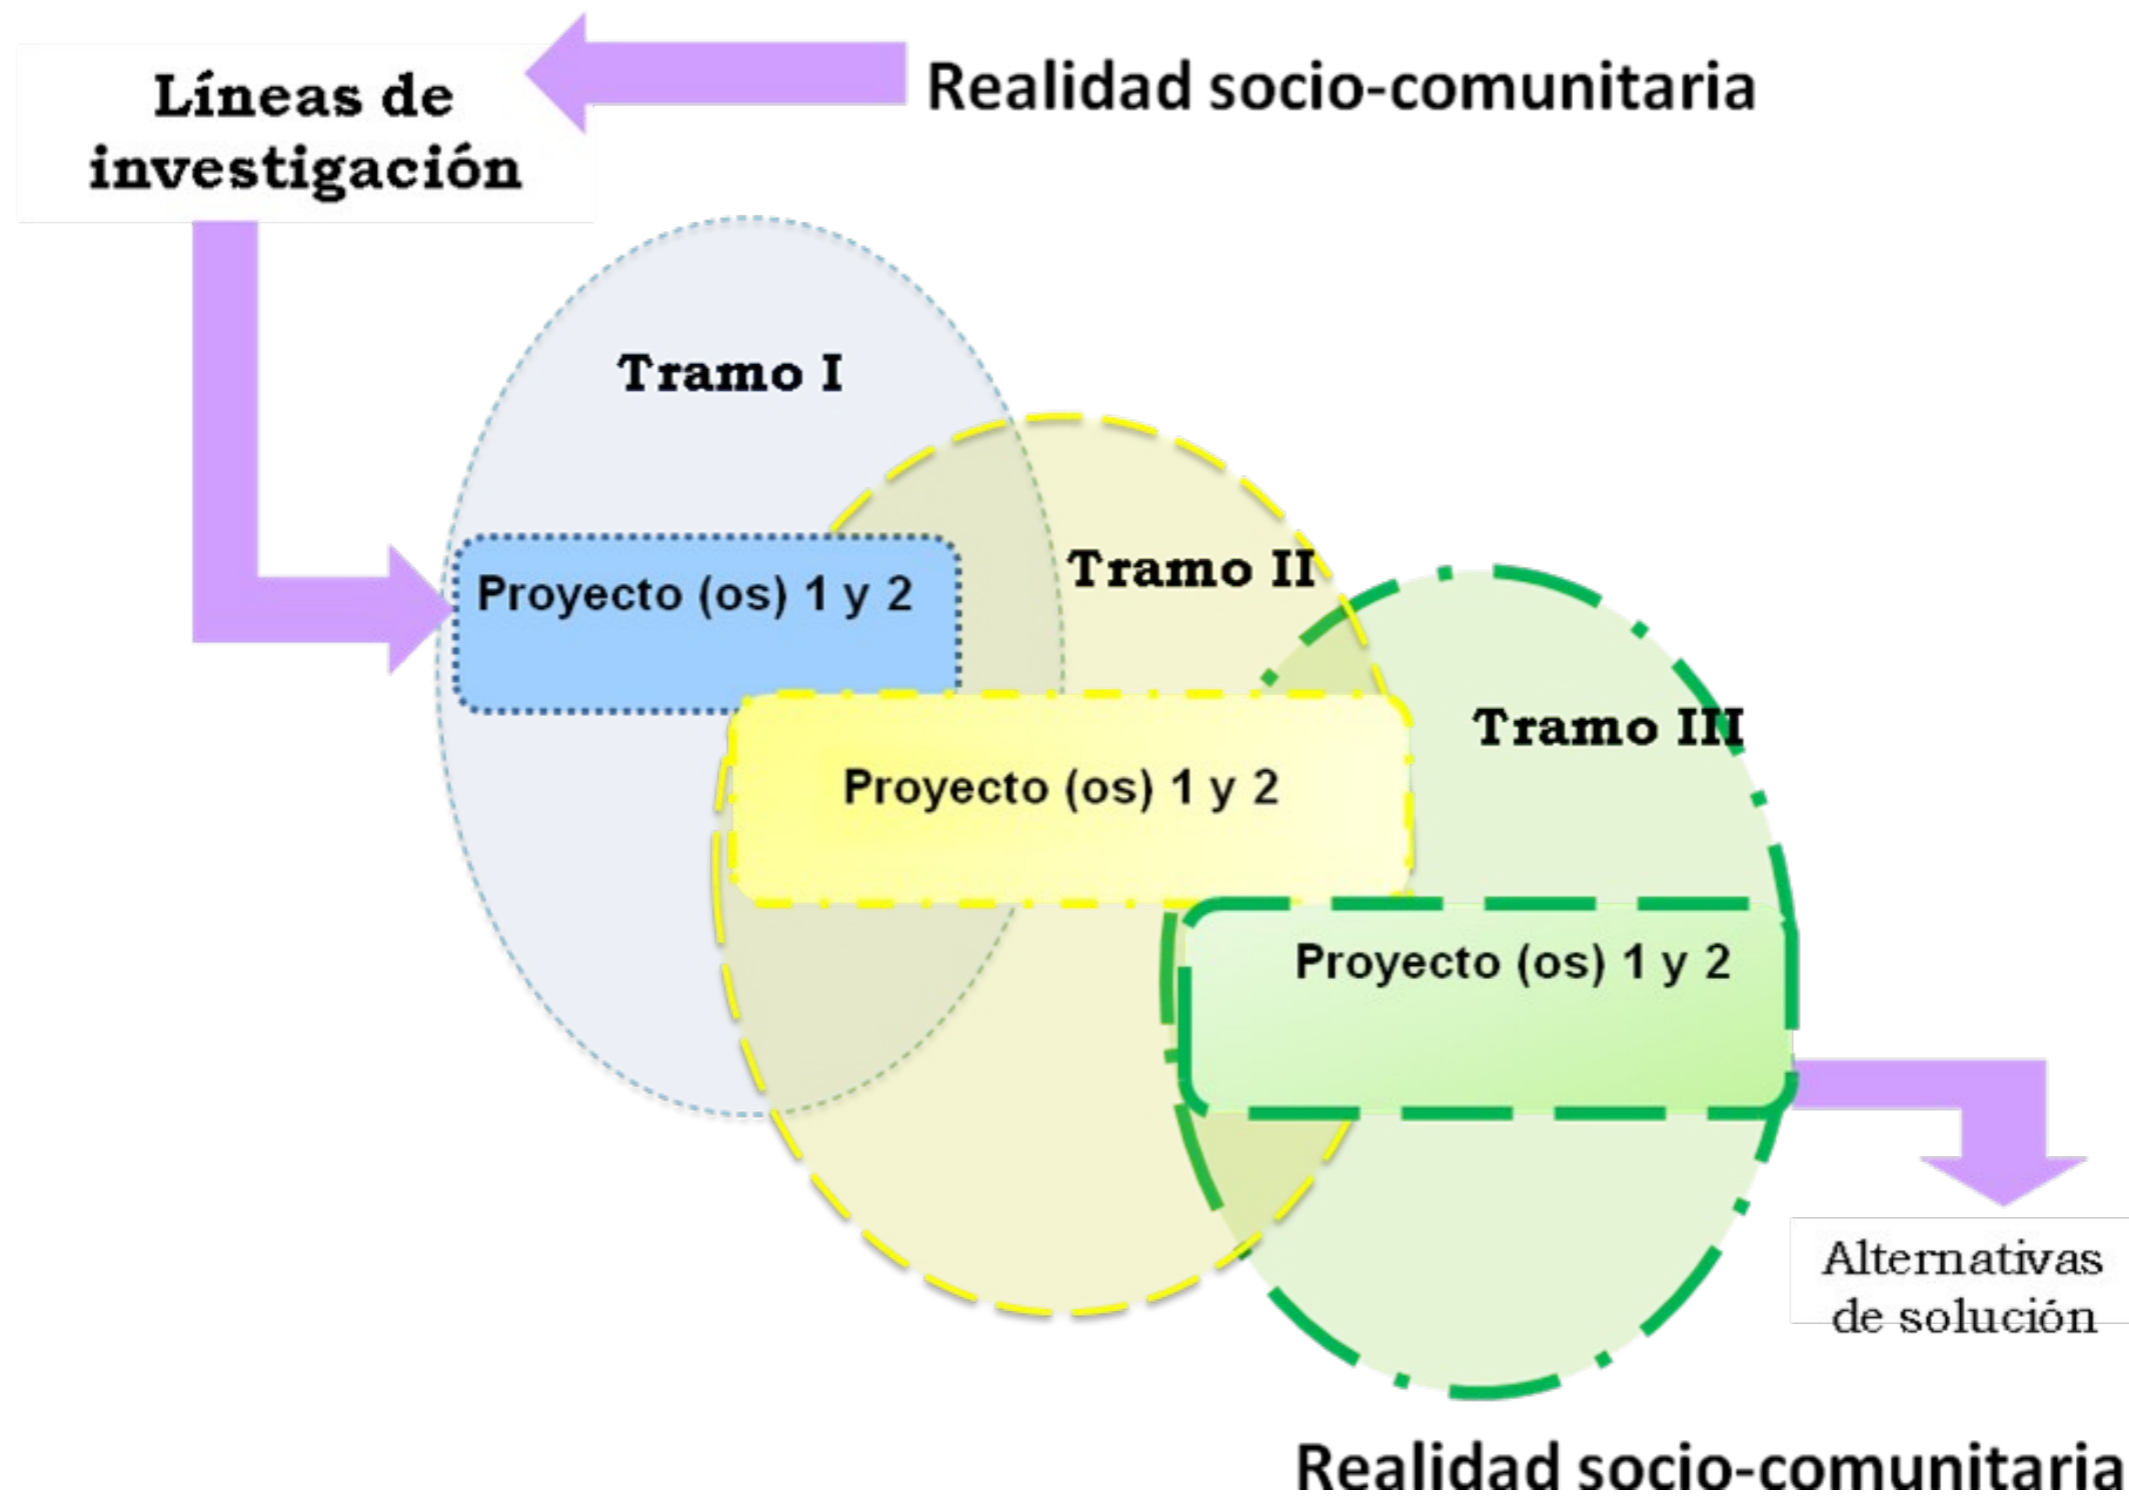 Realidad socio-comunitaria
Líneas de
investigación
Tramo I
Tramo II
Proyecto (os) 1 y 2
Tramo III
Proyecto (os) 1 y 2
Proyecto (os) 1 y 2
Alternativas
de solución
Realidad socio-comunitaria